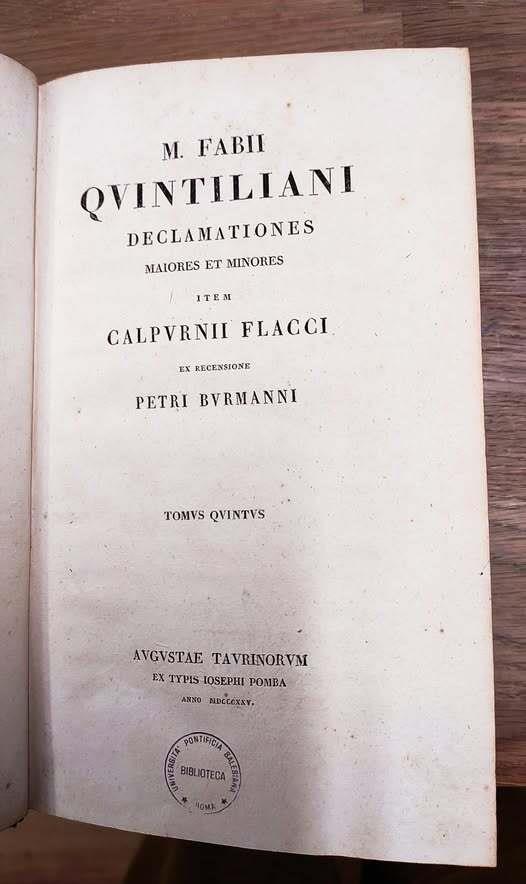 M. FABII
QVINTILIANI
DECLAMATIONES
MAIORES ET MINORES
ITEM
CALPVRNII FLACCI
EX RECENSIONE
PETRI BVRMANNI
TOMVS QVINTVS
AVGVSTAE TAVRINORVM
EX TYPIS IOSEPHI POMBA
ANNO MDCCCXXV.
UNIVERSITA' PONTIFICIA SALESIANA
BIBLIOTECA
ROMA